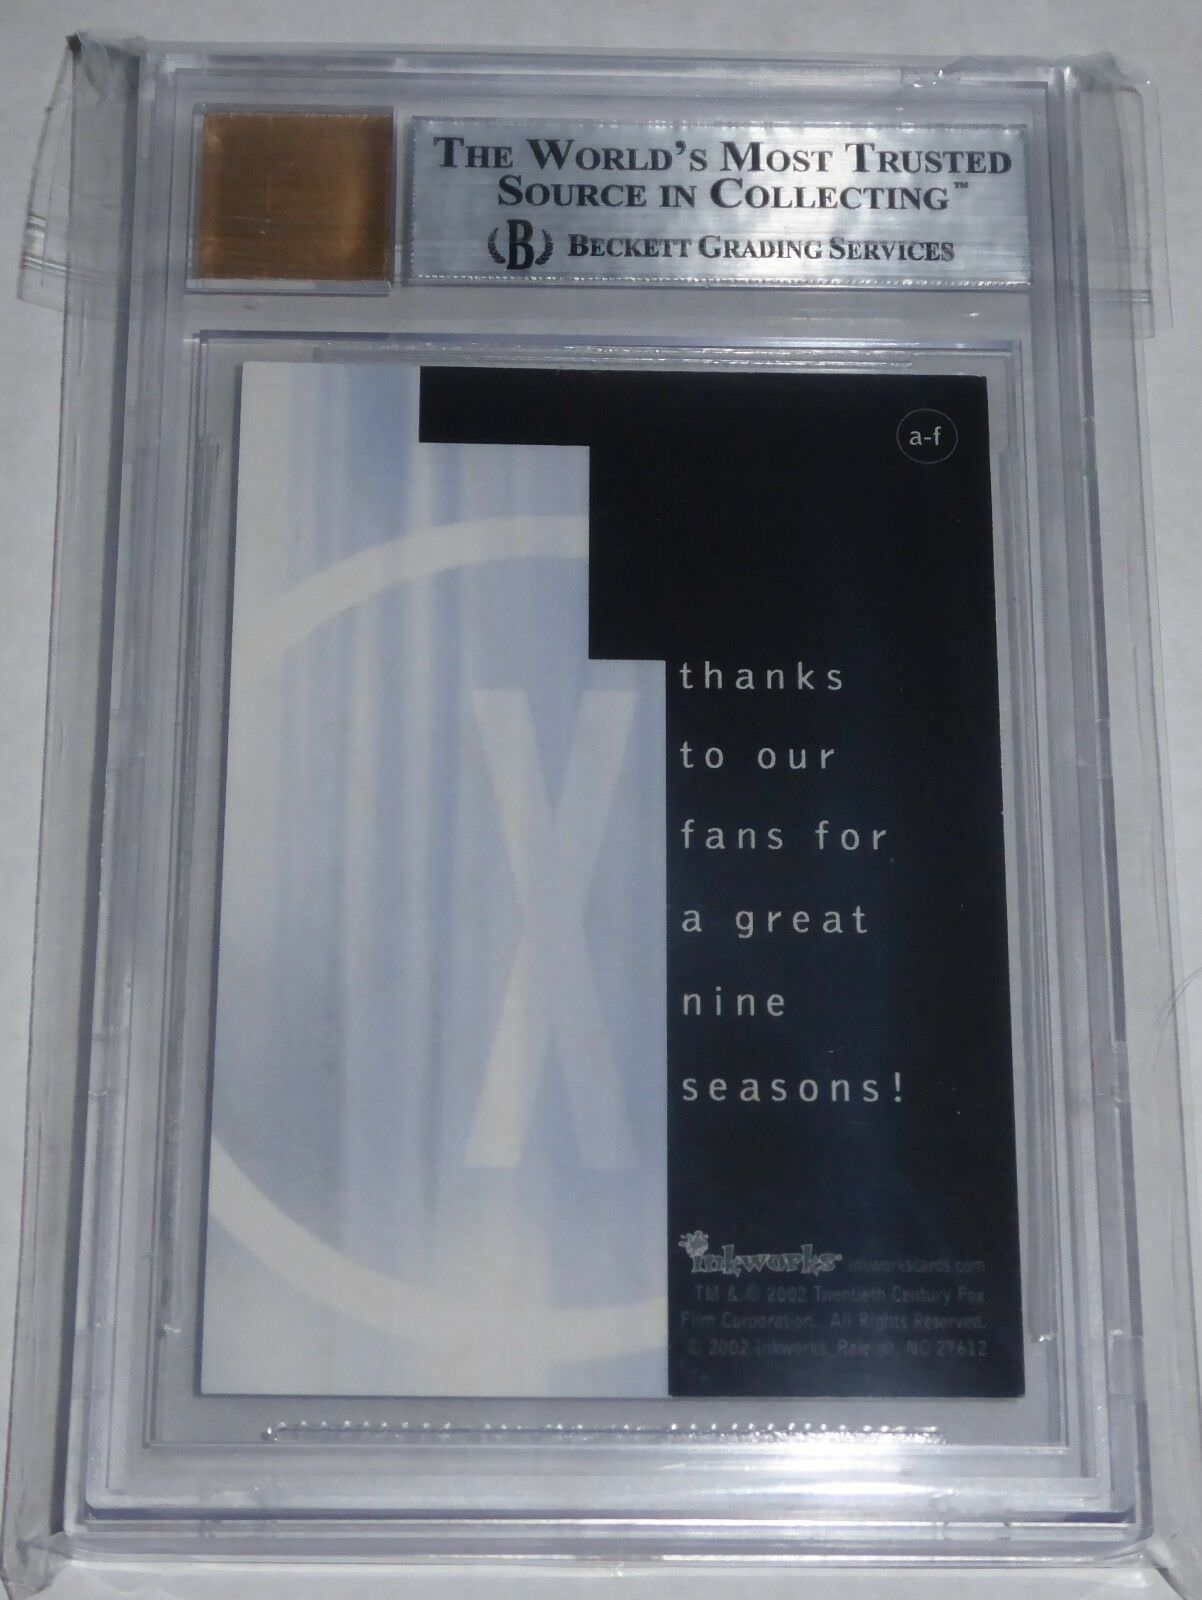 THE WORLD'S MOST TRUSTED
SOURCE IN COLLECTING™
B BECKETT GRADING SERVICES
a-f
X
thanks
to our
fans for
a great
nine
seasons!
inkworks™ inkworkscards.com
TM & © 2002 Twentieth Century Fox
Film Corporation. All Rights Reserved.
© 2002 Inkworks, Raleigh, NC 27612